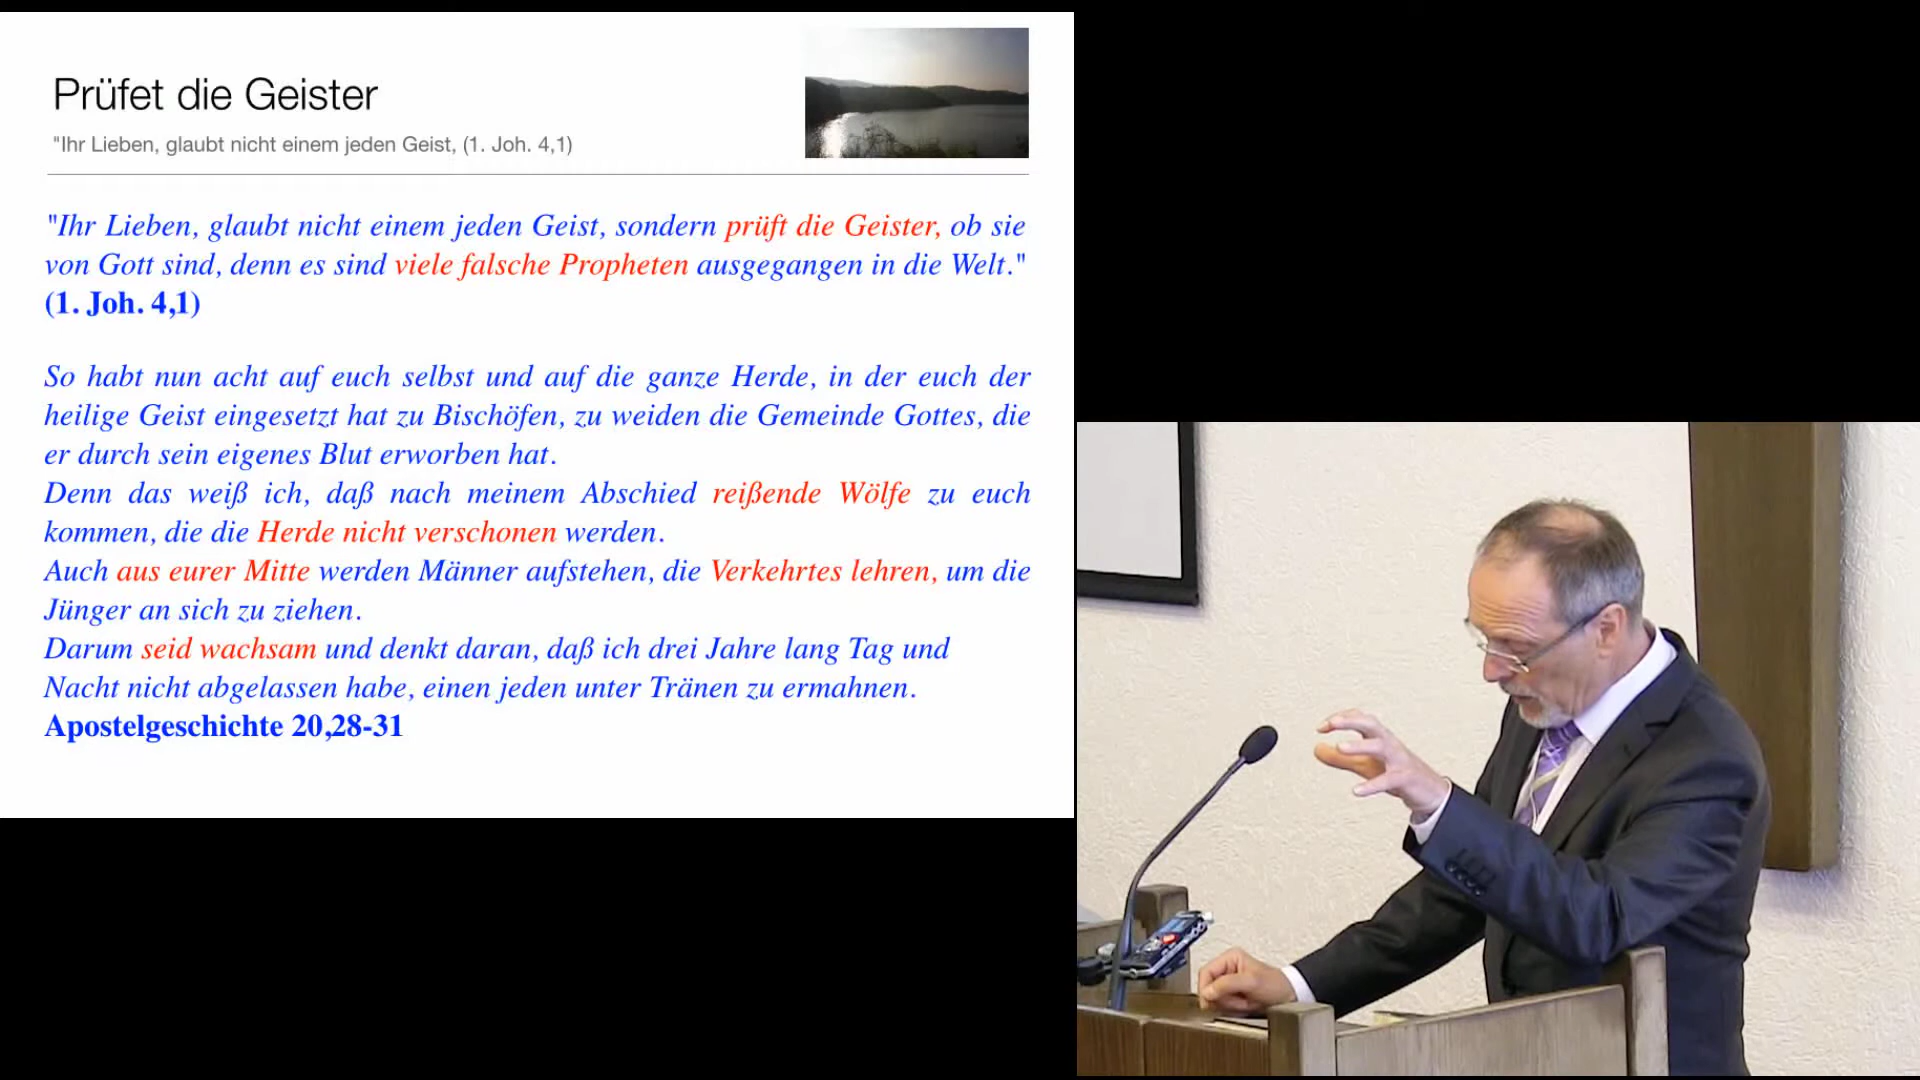 Prüfet die Geister
"Ihr Lieben, glaubt nicht einem jeden Geist, (1. Joh. 4,1)
"Ihr Lieben, glaubt nicht einem jeden Geist, sondern prüft die Geister, ob sie
von Gott sind, denn es sind viele falsche Propheten ausgegangen in die Welt."
(1. Joh. 4,1)
So habt nun acht auf euch selbst und auf die ganze Herde, in der euch der
heilige Geist eingesetzt hat zu Bischöfen, zu weiden die Gemeinde Gottes, die
er durch sein eigenes Blut erworben hat.
Denn das weiß ich, daß nach meinem Abschied reißende Wölfe zu euch
kommen, die die Herde nicht verschonen werden.
Auch aus eurer Mitte werden Männer aufstehen, die Verkehrtes lehren, um die
Jünger an sich zu ziehen.
Darum seid wachsam und denkt daran, daß ich drei Jahre lang Tag und
Nacht nicht abgelassen habe, einen jeden unter Tränen zu ermahnen.
Apostelgeschichte 20,28-31